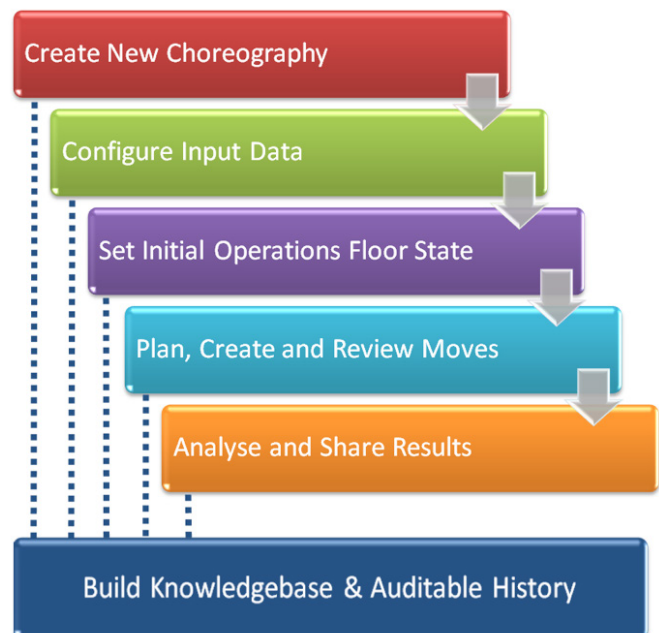 Create New Choreography
Configure Input Data
Set Initial Operations Floor State
Plan, Create and Review Moves
Analyse and Share Results
Build Knowledgebase & Auditable History